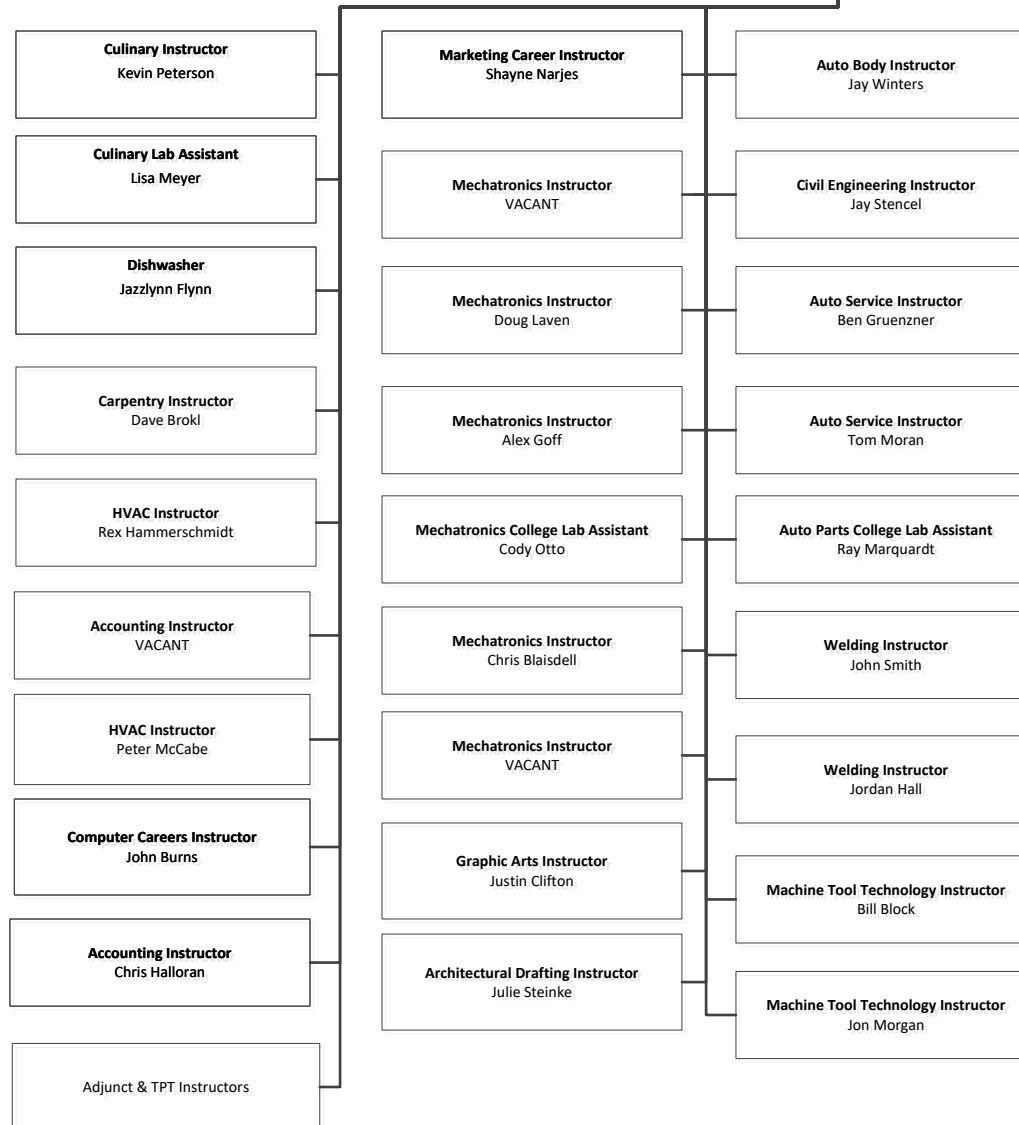 Culinary Instructor
Kevin Peterson
Culinary Lab Assistant
Lisa Meyer
Dishwasher
Jazzlynn Flynn
Carpentry Instructor
Dave Brokl
HVAC Instructor
Rex Hammerschmidt
Accounting Instructor
VACANT
HVAC Instructor
Peter McCabe
Computer Careers Instructor
John Burns
Accounting Instructor
Chris Halloran
Adjunct & TPT Instructors
Marketing Career Instructor
Shayne Narjes
Mechatronics Instructor
VACANT
Mechatronics Instructor
Doug Laven
Mechatronics Instructor
Alex Goff
Mechatronics College Lab Assistant
Cody Otto
Mechatronics Instructor
Chris Blaisdell
Mechatronics Instructor
VACANT
Graphic Arts Instructor
Justin Clifton
Architectural Drafting Instructor
Julie Steinke
Auto Body Instructor
Jay Winters
Civil Engineering Instructor
Jay Stencel
Auto Service Instructor
Ben Gruenzner
Auto Service Instructor
Tom Moran
Auto Parts College Lab Assistant
Ray Marquardt
Welding Instructor
John Smith
Welding Instructor
Jordan Hall
Machine Tool Technology Instructor
Bill Block
Machine Tool Technology Instructor
Jon Morgan